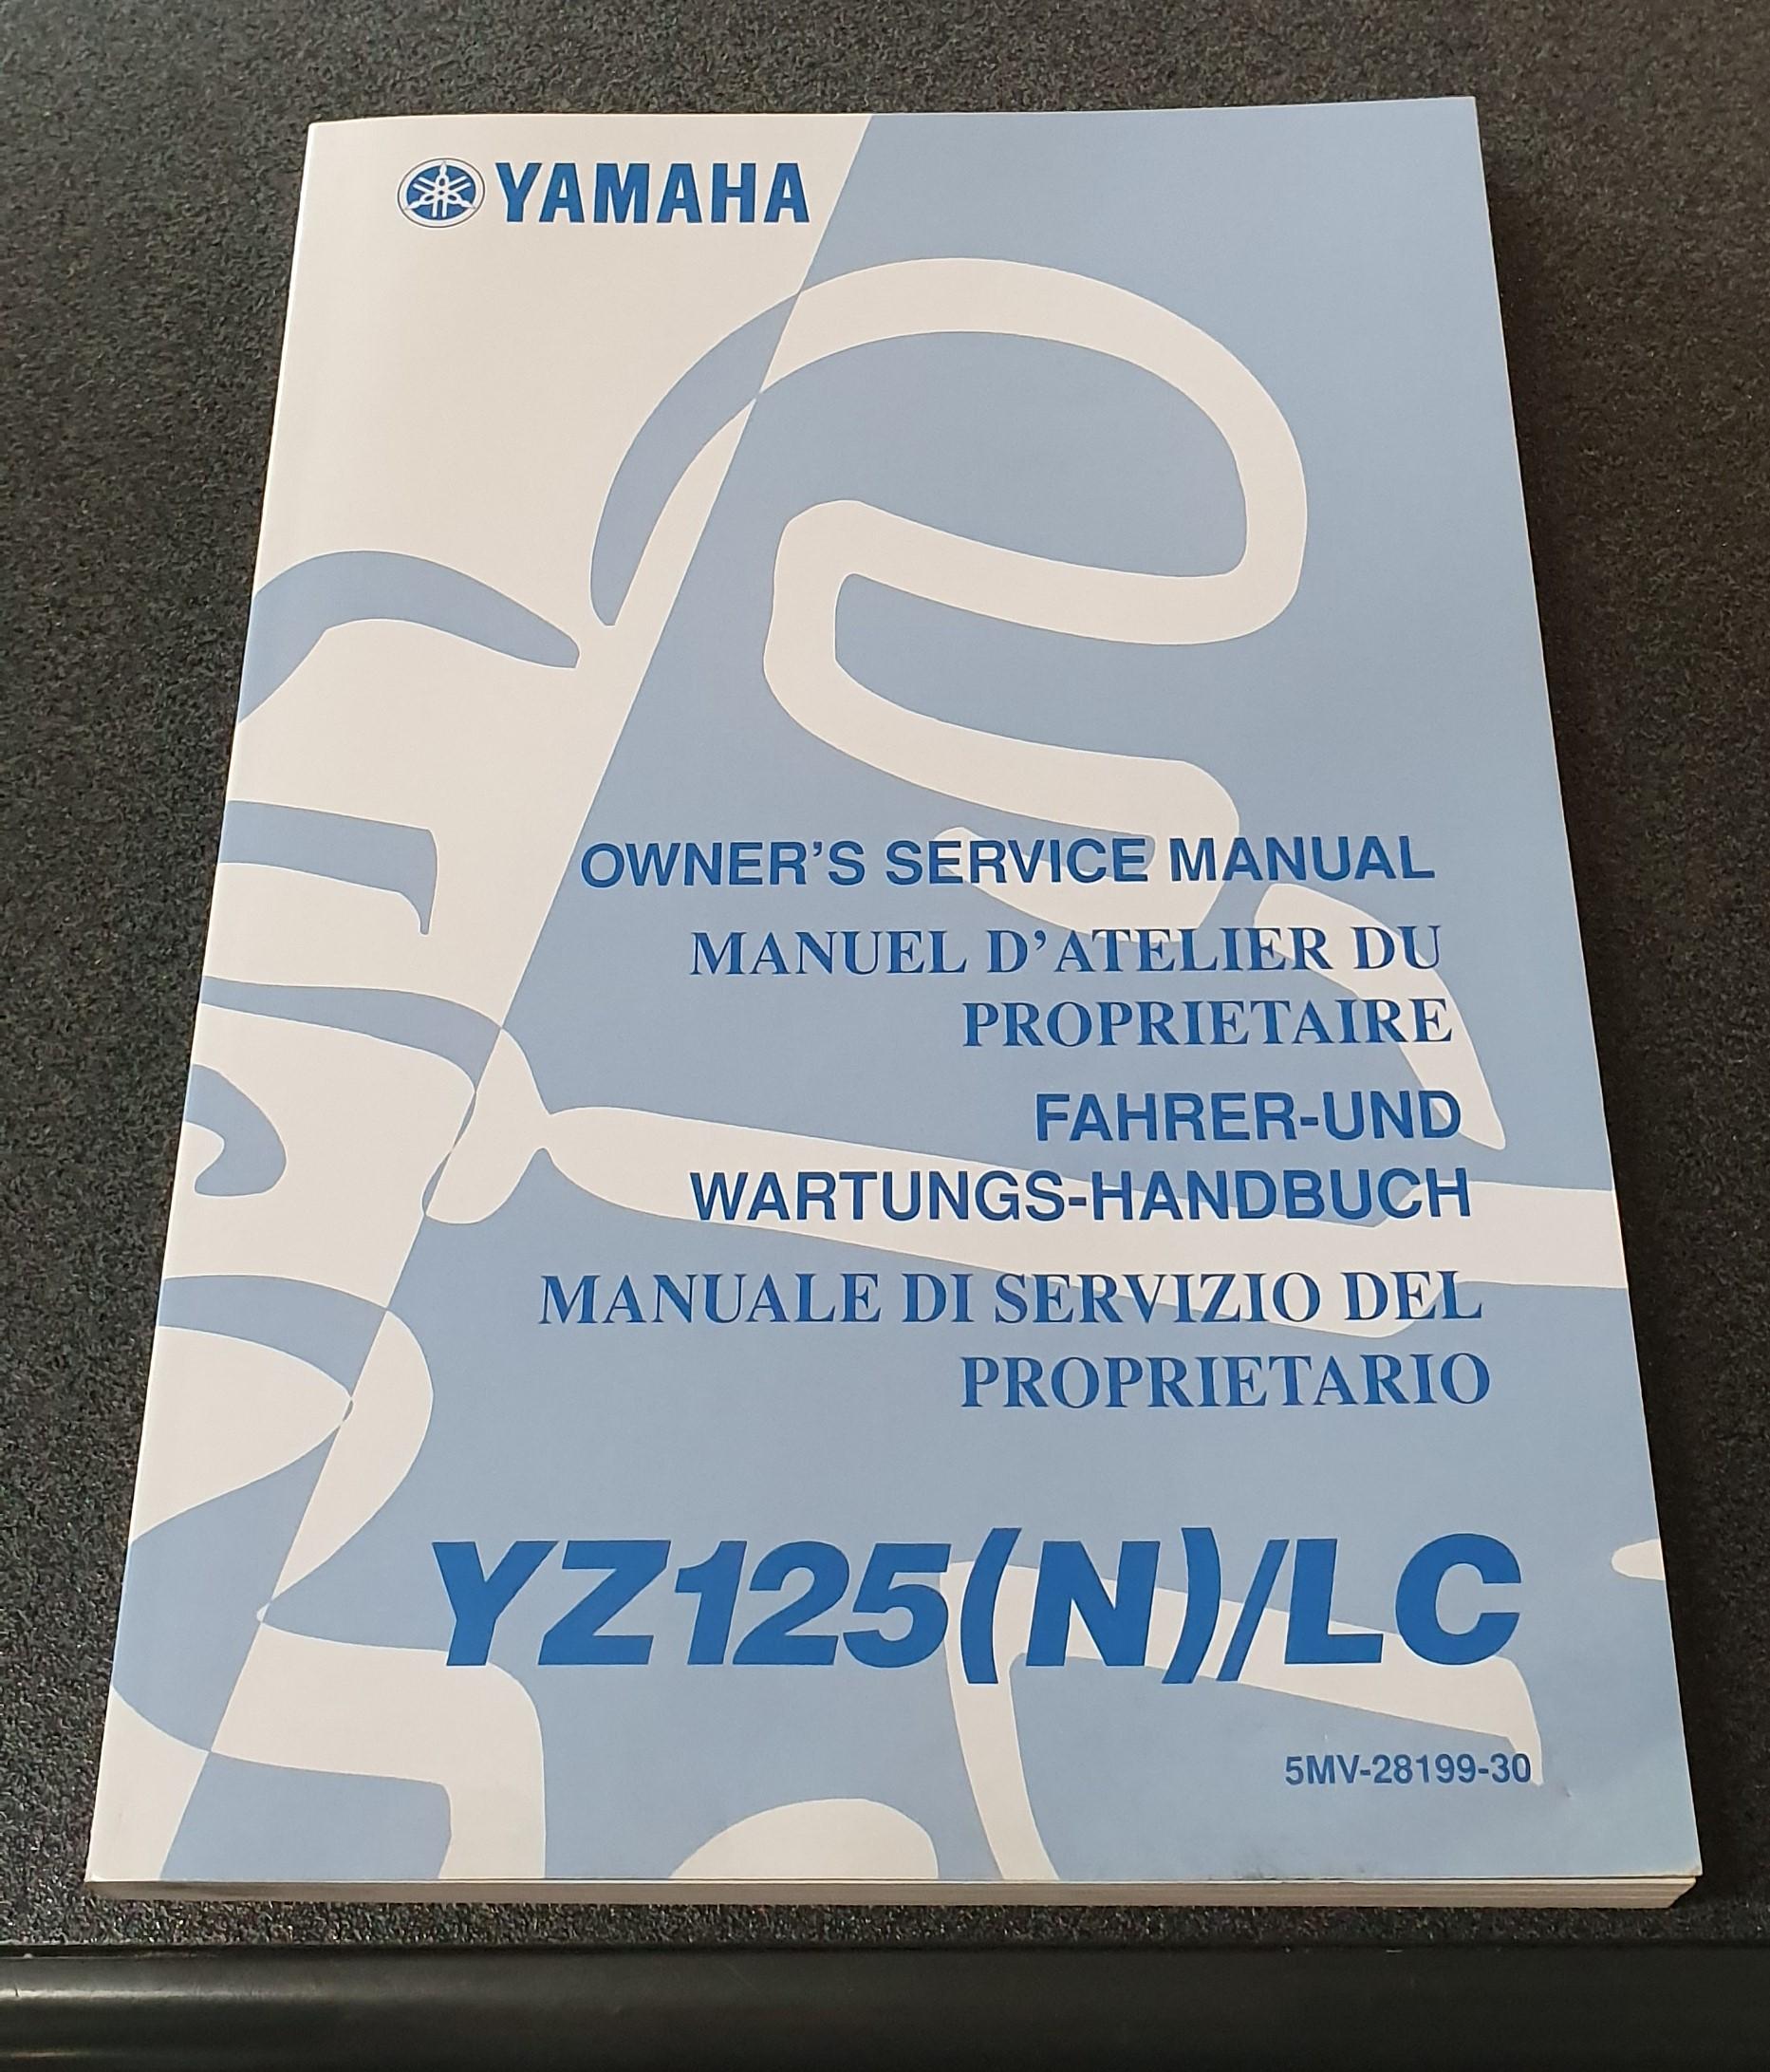 YAMAHA
OWNER’S SERVICE MANUAL
MANUEL D’ATELIER DU
PROPRIETAIRE
FAHRER-UND
WARTUNGS-HANDBUCH
MANUALE DI SERVIZIO DEL
PROPRIETARIO
YZ125(N)/LC
5MV-28199-30